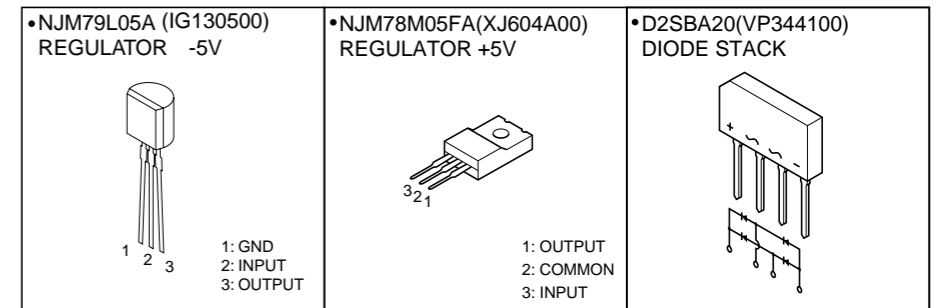 •NJM79L05A (IG130500)
REGULATOR -5V
1 2 3
1: GND
2: INPUT
3: OUTPUT
•NJM78M05FA(XJ604A00)
REGULATOR +5V
3 2 1
1: OUTPUT
2: COMMON
3: INPUT
•D2SBA20(VP344100)
DIODE STACK
+ ~ ~ -